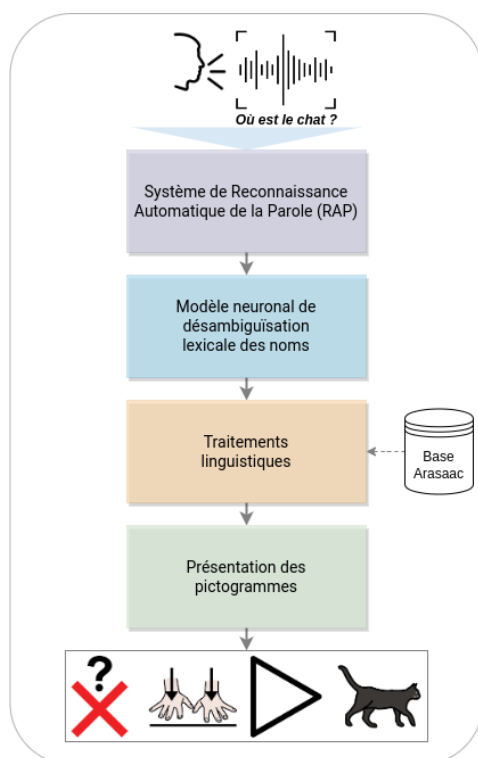 Où est le chat ?
Système de Reconnaissance
Automatique de la Parole (RAP)
Modèle neuronal de
désambiguïsation
lexicale des noms
Traitements
linguistiques
Base
Arasaac
Présentation des
pictogrammes
?